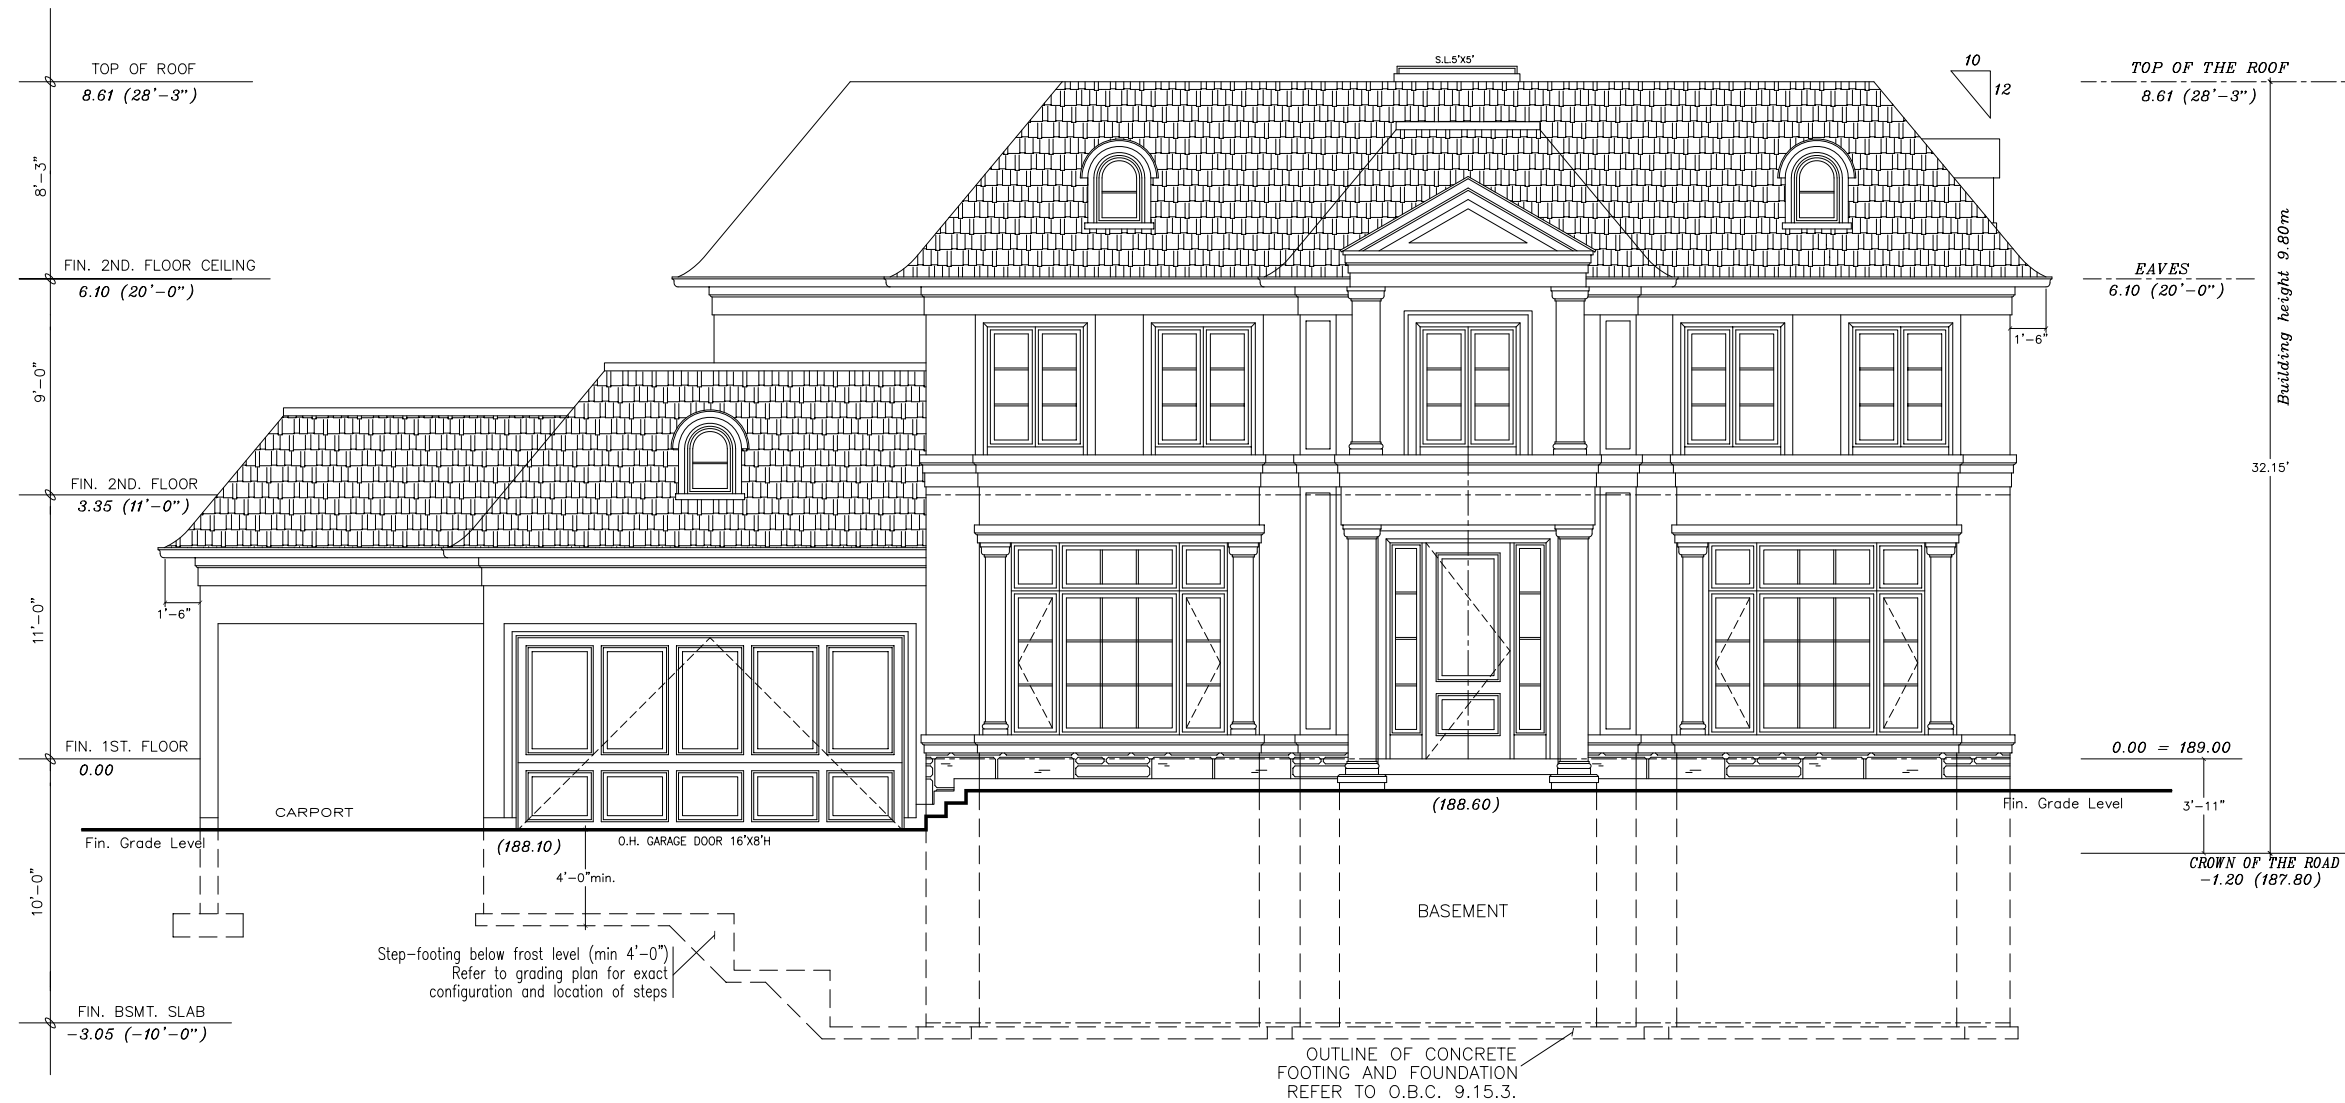 S.L.5'X5'
TOP OF ROOF
8.61 (28'-3")
10
12
TOP OF THE ROOF
8.61 (28'-3")
8'-3"
Building height 9.80m
FIN. 2ND. FLOOR CEILING
6.10 (20'-0")
EAVES
6.10 (20'-0")
1'-6"
9'-0"
32.15'
FIN. 2ND. FLOOR
3.35 (11'-0")
1'-6"
11'-0"
FIN. 1ST. FLOOR
0.00
0.00 = 189.00
CARPORT
(188.60)
Fin. Grade Level
3'-11"
Fin. Grade Level
(188.10)
O.H. GARAGE DOOR 16'X8'H
CROWN OF THE ROAD
-1.20 (187.80)
4'-0"min.
10'-0"
BASEMENT
Step-footing below frost level (min 4'-0")
Refer to grading plan for exact
configuration and location of steps
FIN. BSMT. SLAB
-3.05 (-10'-0")
OUTLINE OF CONCRETE
FOOTING AND FOUNDATION
REFER TO O.B.C. 9.15.3.